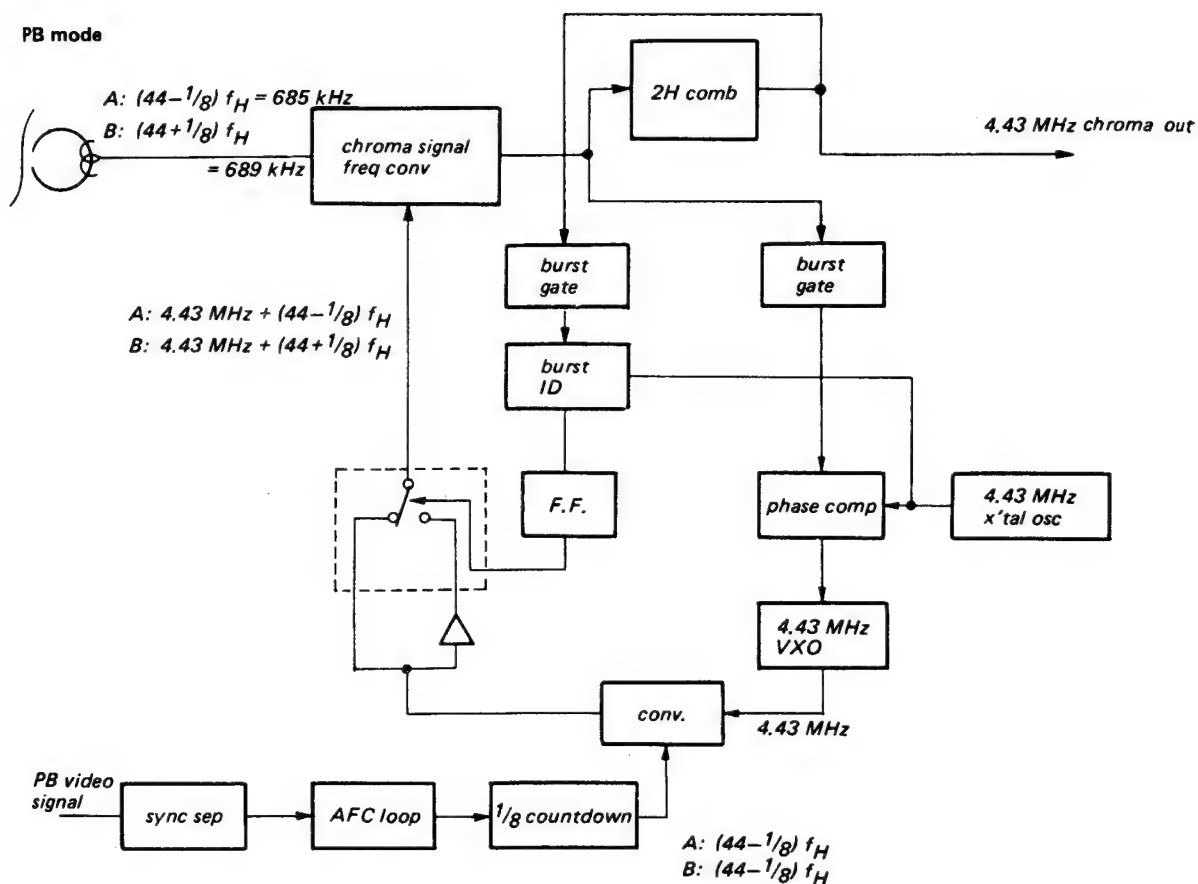 PB mode
A: (44-1/8) fH = 685 kHz
B: (44+1/8) fH
= 689 kHz
chroma signal
freq conv
2H comb
4.43 MHz chroma out
burst
gate
burst
gate
A: 4.43 MHz + (44-1/8) fH
B: 4.43 MHz + (44+1/8) fH
burst
ID
F.F.
phase comp
4.43 MHz
x'tal osc
4.43 MHz
VXO
conv.
4.43 MHz
PB video
signal
sync sep
AFC loop
1/8 countdown
A: (44-1/8) fH
B: (44-1/8) fH